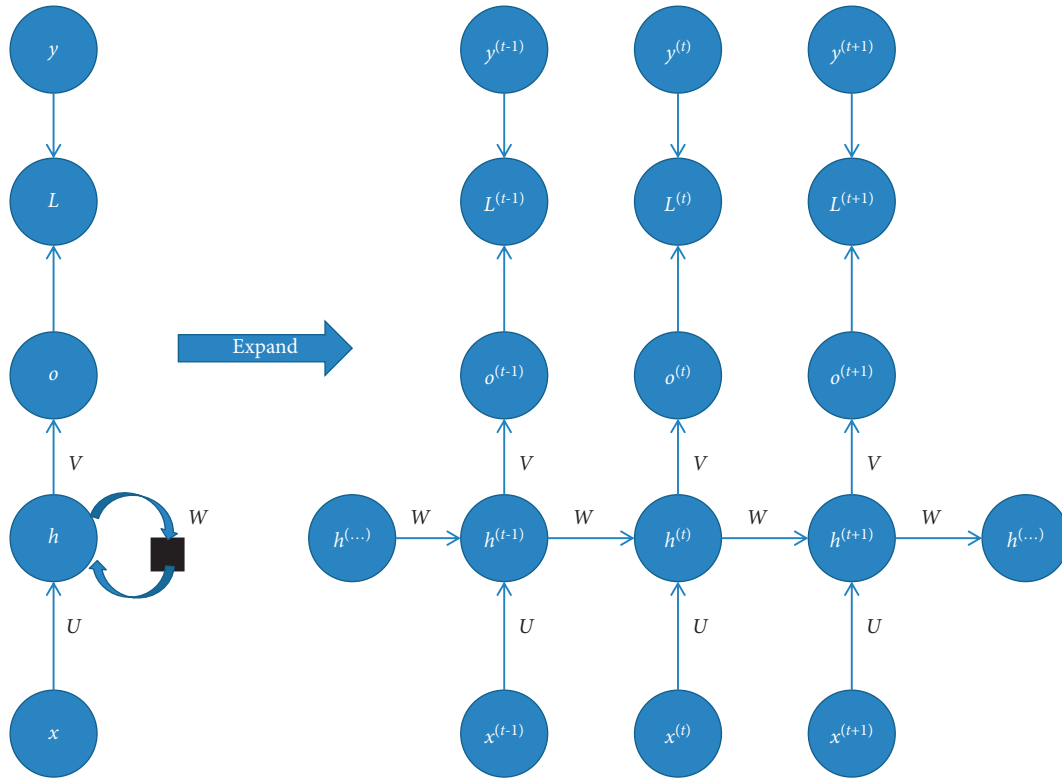 y
y(t-1)
y(t)
y(t+1)
L
L(t-1)
L(t)
L(t+1)
Expand
o
o(t-1)
o(t)
o(t+1)
V
V
V
V
h
W
h(...)
W
h(t-1)
W
h(t)
W
h(t+1)
W
h(...)
U
U
U
U
x
x(t-1)
x(t)
x(t+1)